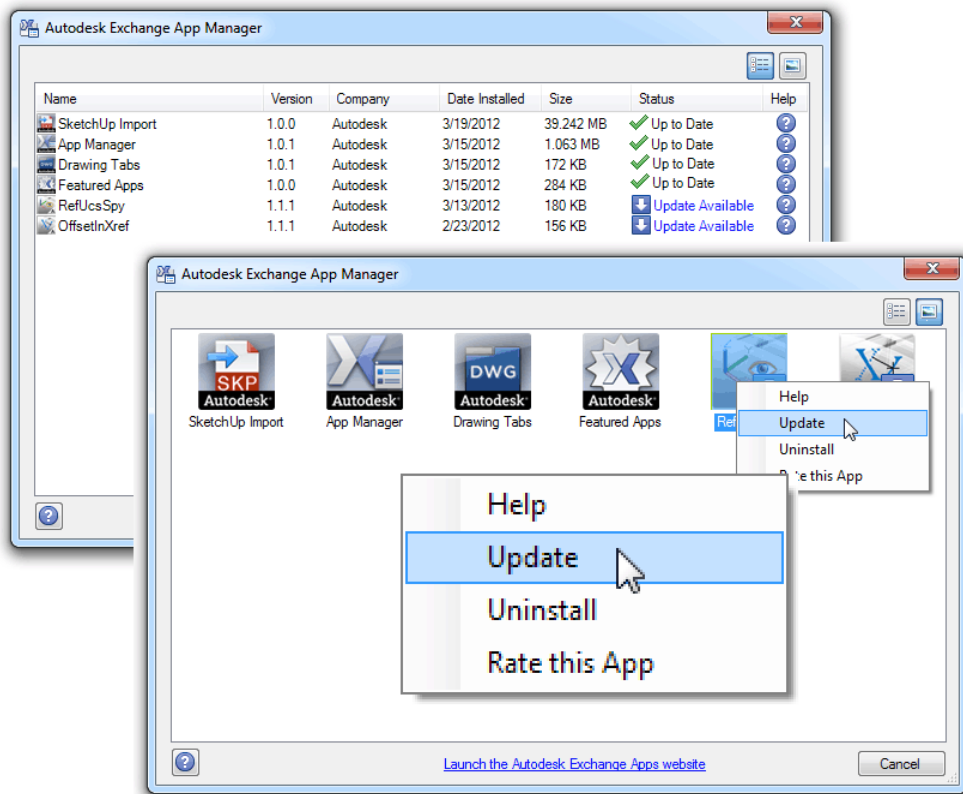 Autodesk Exchange App Manager
Name Version Company Date Installed Size Status Help
SketchUp Import 1.0.0 Autodesk 3/19/2012 39.242 MB Up to Date ?
App Manager 1.0.1 Autodesk 3/15/2012 1.063 MB Up to Date ?
Drawing Tabs 1.0.1 Autodesk 3/15/2012 172 KB Up to Date ?
Featured Apps 1.0.0 Autodesk 3/15/2012 284 KB Up to Date ?
RefUcsSpy 1.1.1 Autodesk 3/13/2012 180 KB Update Available ?
OffsetInXref 1.1.1 Autodesk 2/23/2012 156 KB Update Available ?
?
Autodesk Exchange App Manager
SKP DWG
Autodesk Autodesk Autodesk Autodesk
SketchUp Import App Manager Drawing Tabs Featured Apps Ref
Help
Update
Uninstall
this App
Help
Update
Uninstall
Rate this App
? Launch the Autodesk Exchange Apps website Cancel